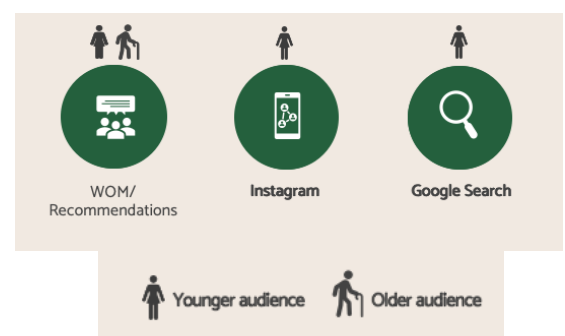 WOM/
Recommendations
Instagram
Google Search
Younger audience
Older audience